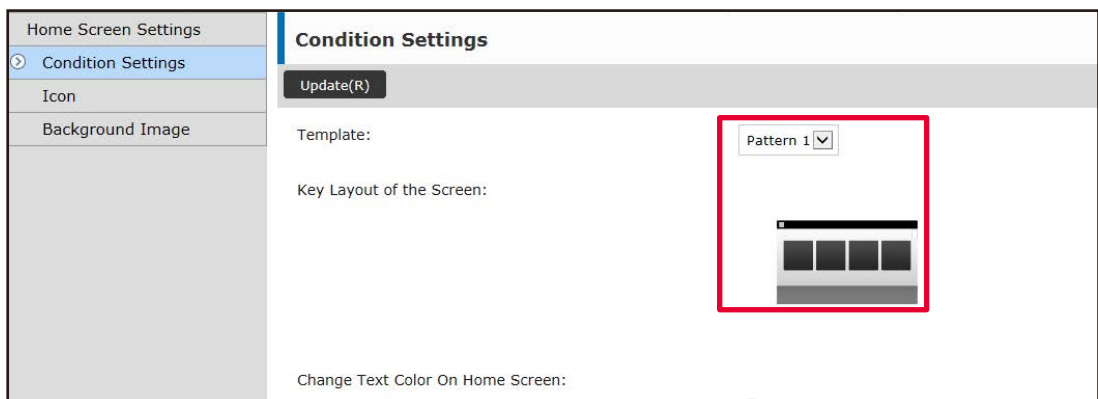 Home Screen Settings
Condition Settings
Icon
Background Image
Condition Settings
Update(R)
Template:
Pattern 1
Key Layout of the Screen:
Change Text Color On Home Screen: